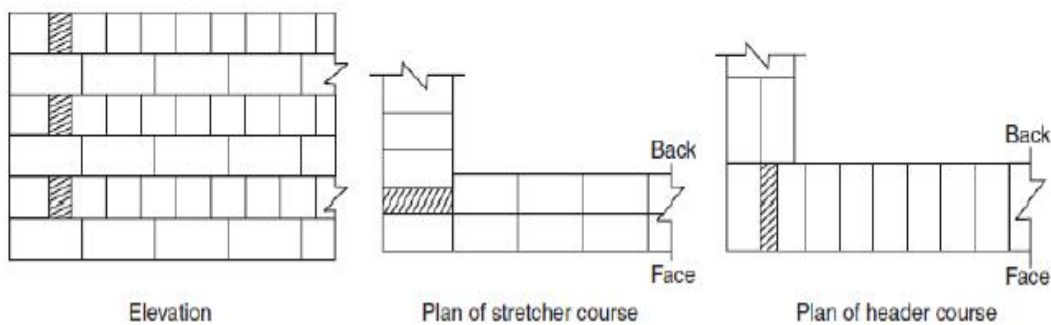 Back
Back
Face
Face
Elevation
Plan of stretcher course
Plan of header course